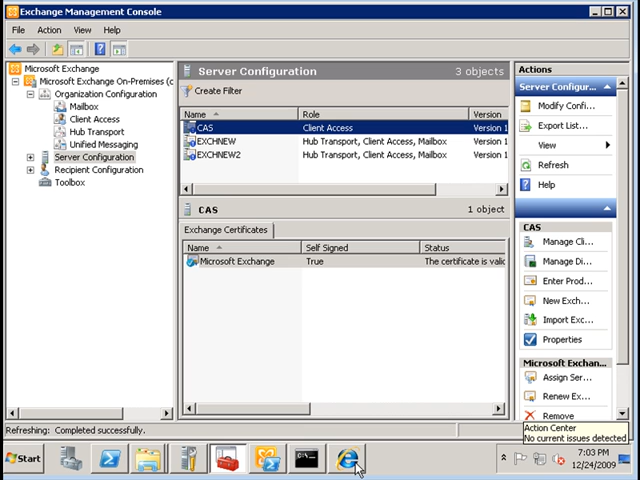 Exchange Management Console
File Action View Help
Microsoft Exchange
Microsoft Exchange On-Premises (c
Organization Configuration
Mailbox
Client Access
Hub Transport
Unified Messaging
Server Configuration
Recipient Configuration
Toolbox
Server Configuration 3 objects
Create Filter
Name Role Version
CAS Client Access Version 1
EXCHNEW Hub Transport, Client Access, Mailbox Version 1
EXCHNEW2 Hub Transport, Client Access, Mailbox Version 1
CAS 1 object
Exchange Certificates
Name Self Signed Status
Microsoft Exchange True The certificate is valid
Actions
Server Configur...
Modify Confi...
Export List...
View
Refresh
Help
CAS
Manage Cli...
Manage Di...
Enter Prod...
New Exch...
Import Exc...
Properties
Microsoft Exchan...
Assign Ser...
Renew Ex...
Remove
Action Center
No current issues detected
Refreshing: Completed successfully.
Start
C:\_
7:03 PM
12/24/2009